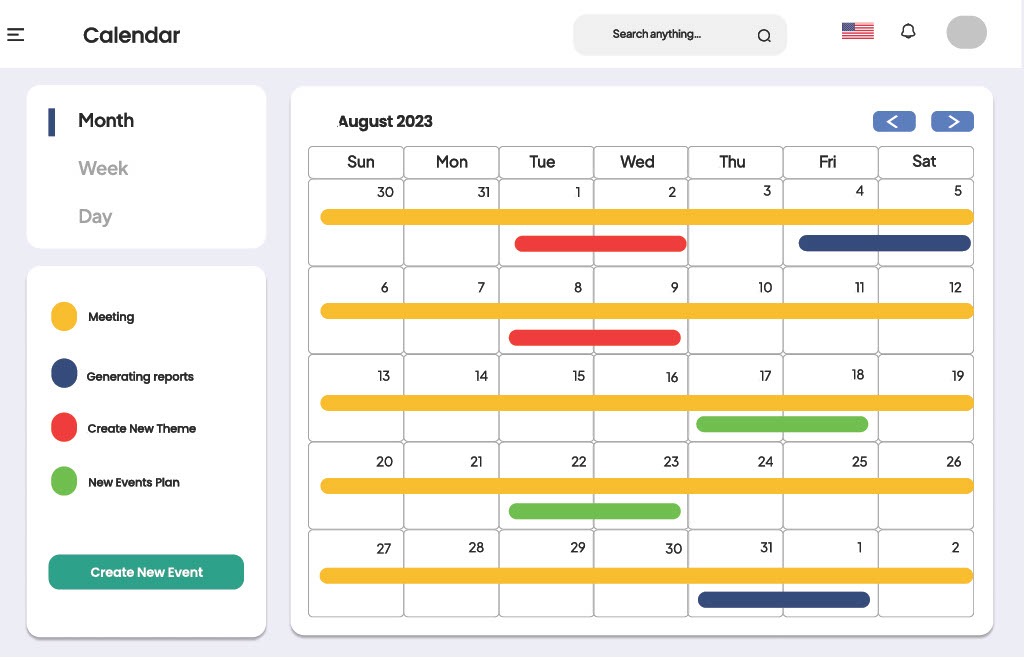 Calendar
Search anything...
Month
Week
Day
Meeting
Generating reports
Create New Theme
New Events Plan
Create New Event
August 2023
Sun Mon Tue Wed Thu Fri Sat
30 31 1 2 3 4 5
6 7 8 9 10 11 12
13 14 15 16 17 18 19
20 21 22 23 24 25 26
27 28 29 30 31 1 2